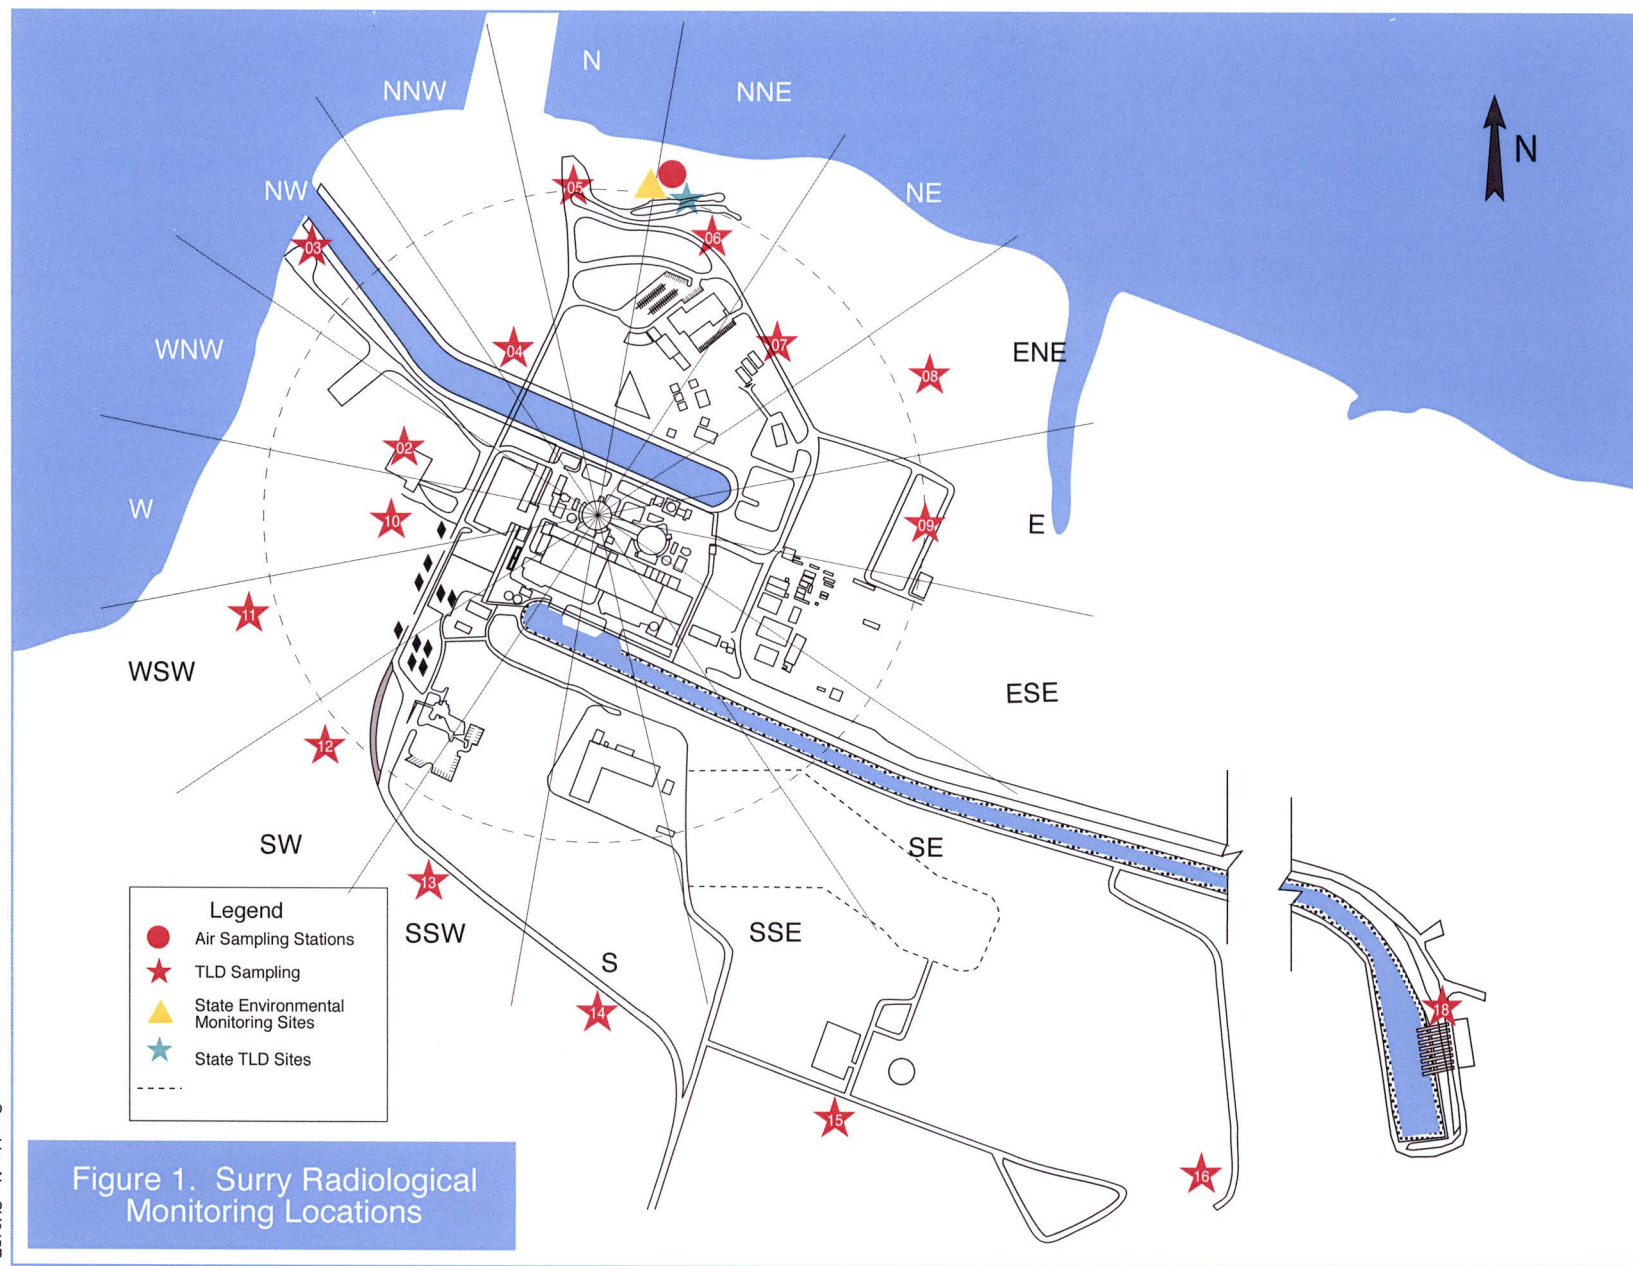 N
NNW
NNE
N
NW
NE
05
06
03
WNW
04
07
ENE
08
02
W
10
09
E
11
WSW
ESE
12
SW
SE
13
Legend
Air Sampling Stations
TLD Sampling
State Environmental
Monitoring Sites
State TLD Sites
SSW
SSE
S
14
18
15
16
Figure 1. Surry Radiological
Monitoring Locations